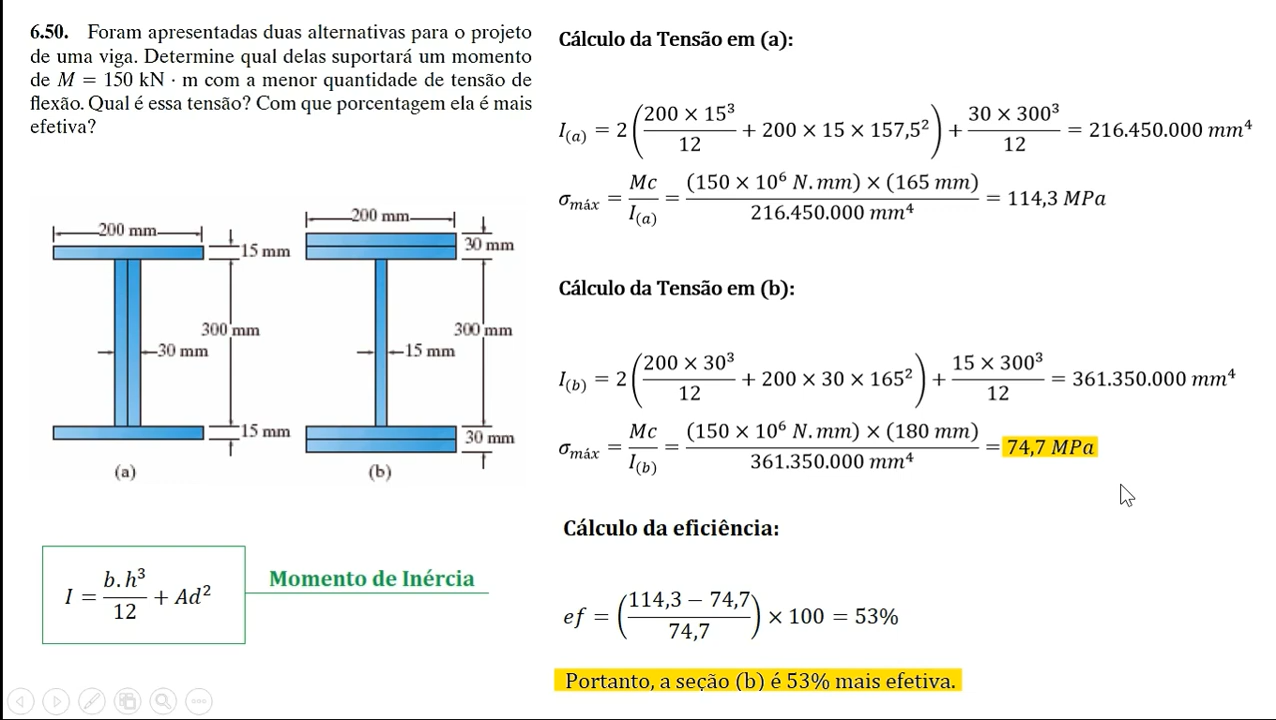 6.50. Foram apresentadas duas alternativas para o projeto
de uma viga. Determine qual delas suportará um momento
de M = 150 kN · m com a menor quantidade de tensão de
flexão. Qual é essa tensão? Com que porcentagem ela é mais
efetiva?
200 mm
15 mm
300 mm
30 mm
15 mm
(a)
200 mm
30 mm
300 mm
15 mm
30 mm
(b)
I = b.h³/12 + Ad²
Momento de Inércia
Cálculo da Tensão em (a):
I(a) = 2(200 × 15³/12 + 200 × 15 × 157,5²) + 30 × 300³/12 = 216.450.000 mm⁴
σmáx = Mc/I(a) = (150 × 10⁶ N.mm) × (165 mm)/216.450.000 mm⁴ = 114,3 MPa
Cálculo da Tensão em (b):
I(b) = 2(200 × 30³/12 + 200 × 30 × 165²) + 15 × 300³/12 = 361.350.000 mm⁴
σmáx = Mc/I(b) = (150 × 10⁶ N.mm) × (180 mm)/361.350.000 mm⁴ = 74,7 MPa
Cálculo da eficiência:
ef = (114,3 − 74,7/74,7) × 100 = 53%
Portanto, a seção (b) é 53% mais efetiva.